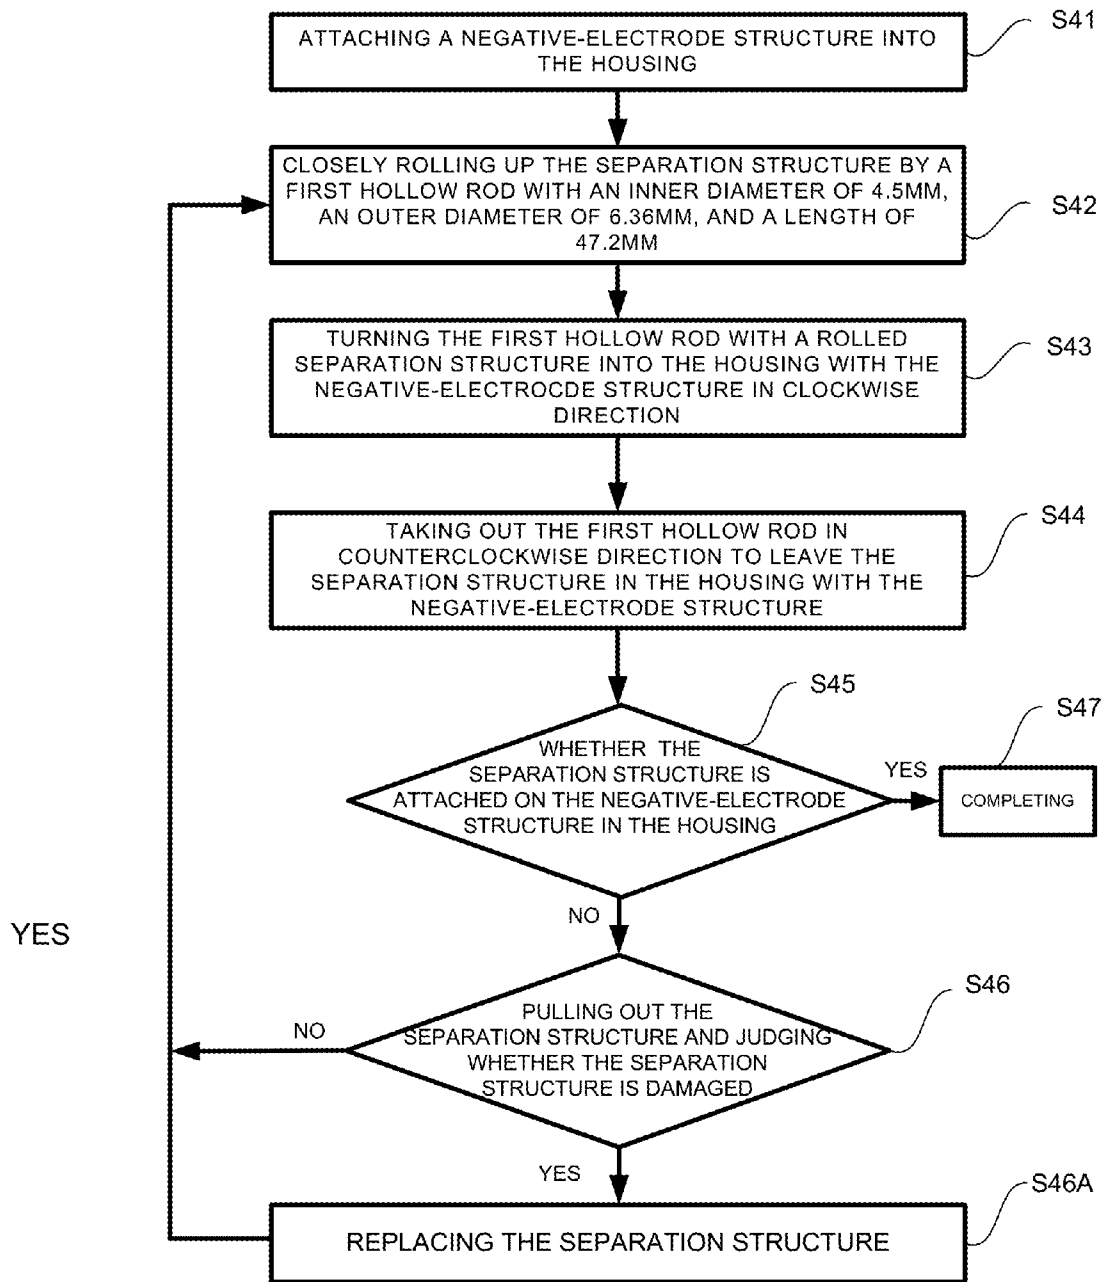 ATTACHING A NEGATIVE-ELECTRODE STRUCTURE INTO
THE HOUSING
S41
CLOSELY ROLLING UP THE SEPARATION STRUCTURE BY A
FIRST HOLLOW ROD WITH AN INNER DIAMETER OF 4.5MM,
AN OUTER DIAMETER OF 6.36MM, AND A LENGTH OF
47.2MM
S42
TURNING THE FIRST HOLLOW ROD WITH A ROLLED
SEPARATION STRUCTURE INTO THE HOUSING WITH THE
NEGATIVE-ELECTROCDE STRUCTURE IN CLOCKWISE
DIRECTION
S43
TAKING OUT THE FIRST HOLLOW ROD IN
COUNTERCLOCKWISE DIRECTION TO LEAVE THE
SEPARATION STRUCTURE IN THE HOUSING WITH THE
NEGATIVE-ELECTRODE STRUCTURE
S44
S45
WHETHER THE
SEPARATION STRUCTURE IS
ATTACHED ON THE NEGATIVE-ELECTRODE
STRUCTURE IN THE HOUSING
YES
S47
COMPLETING
NO
YES
S46
PULLING OUT THE
SEPARATION STRUCTURE AND JUDGING
WHETHER THE SEPARATION
STRUCTURE IS DAMAGED
NO
YES
S46A
REPLACING THE SEPARATION STRUCTURE